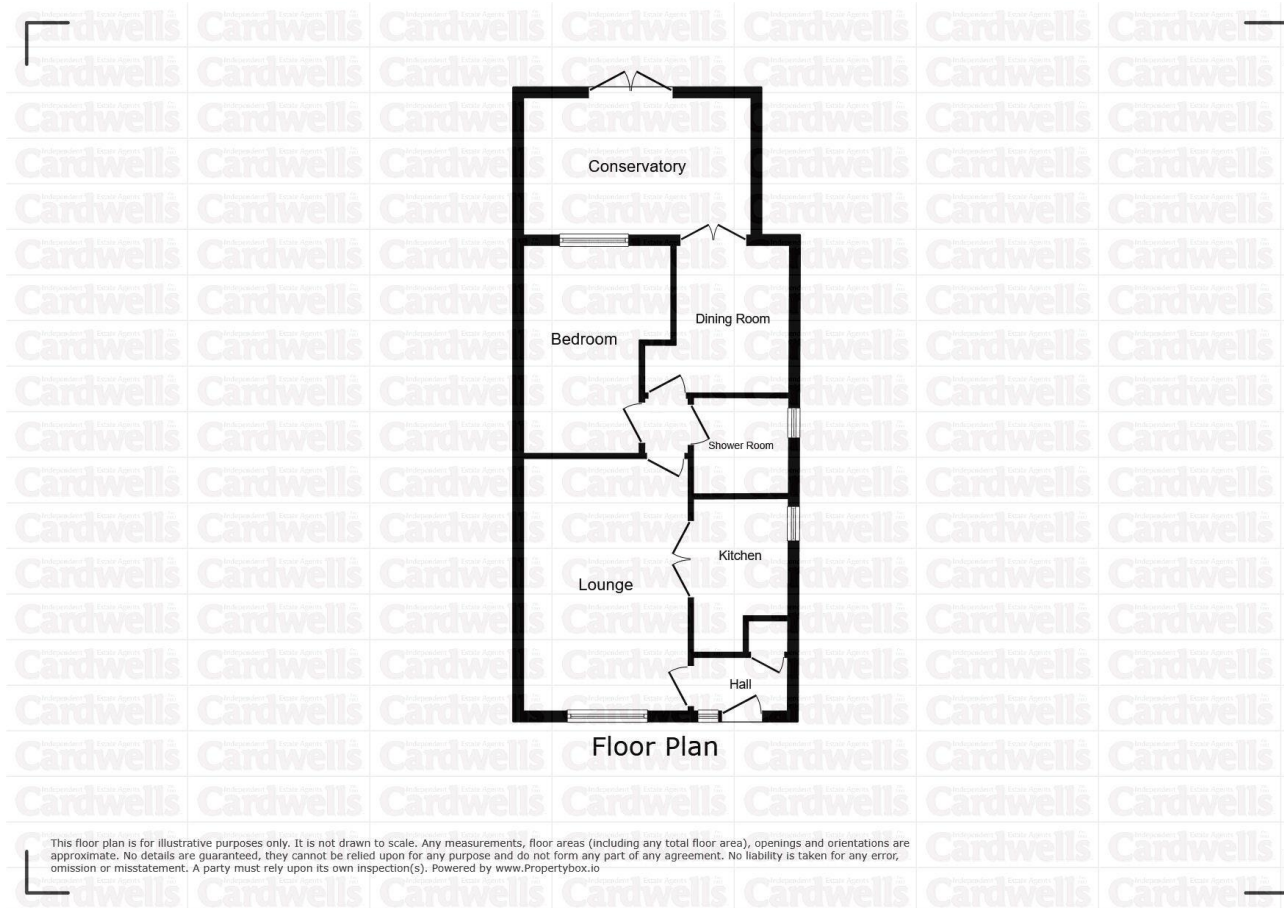 Conservatory
Dining Room
Bedroom
Shower Room
Kitchen
Lounge
Hall
Floor Plan
This floor plan is for illustrative purposes only. It is not drawn to scale. Any measurements, floor areas (including any total floor area), openings and orientations are
approximate. No details are guaranteed, they cannot be relied upon for any purpose and do not form any part of any agreement. No liability is taken for any error,
omission or misstatement. A party must rely upon its own inspection(s). Powered by www.Propertybox.io
Independent Estate Agents
Cardwells